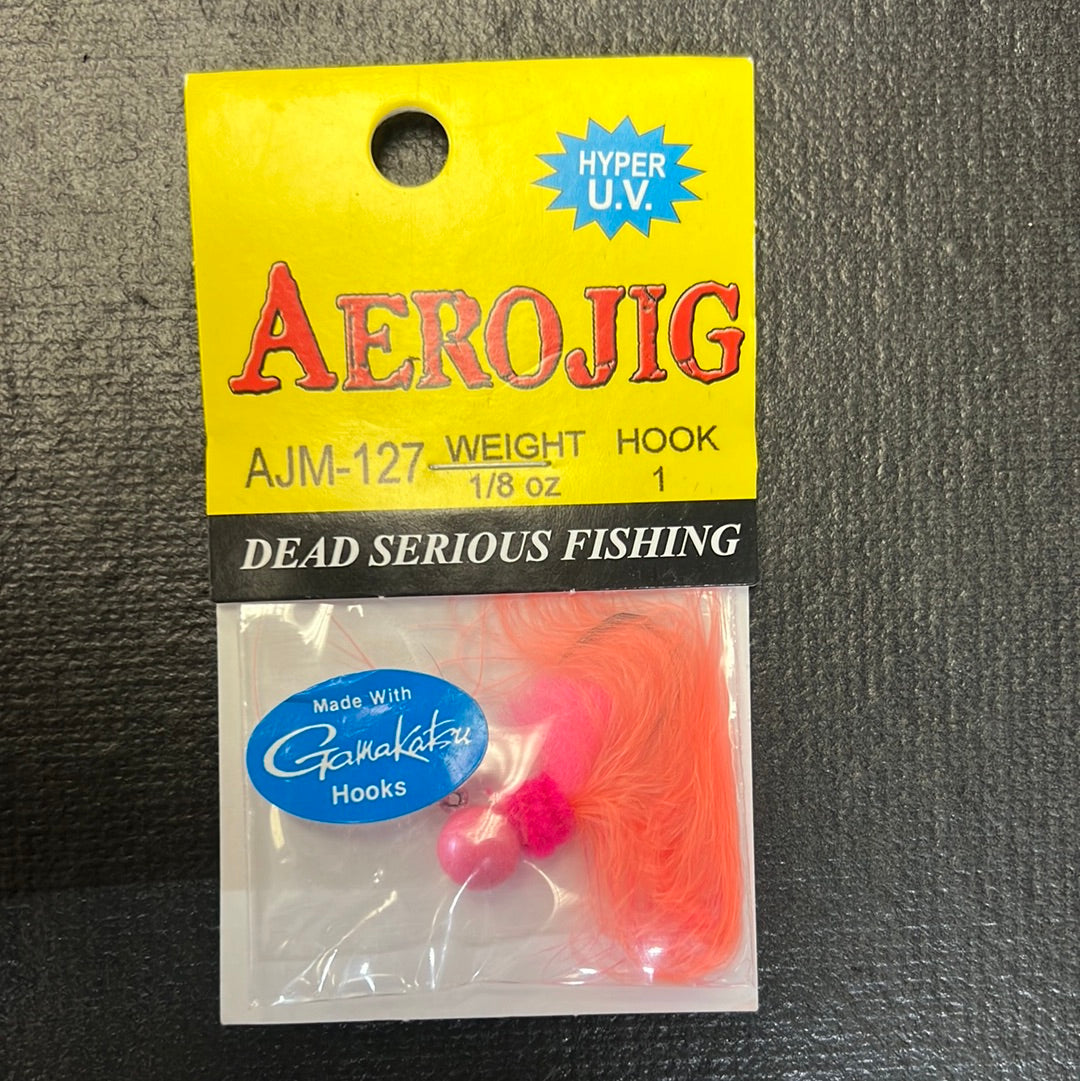 HYPER
U.V.
AEROJIG
AJM-127 WEIGHT HOOK
1/8 oz 1
DEAD SERIOUS FISHING
Made With
Gamakatsu
Hooks